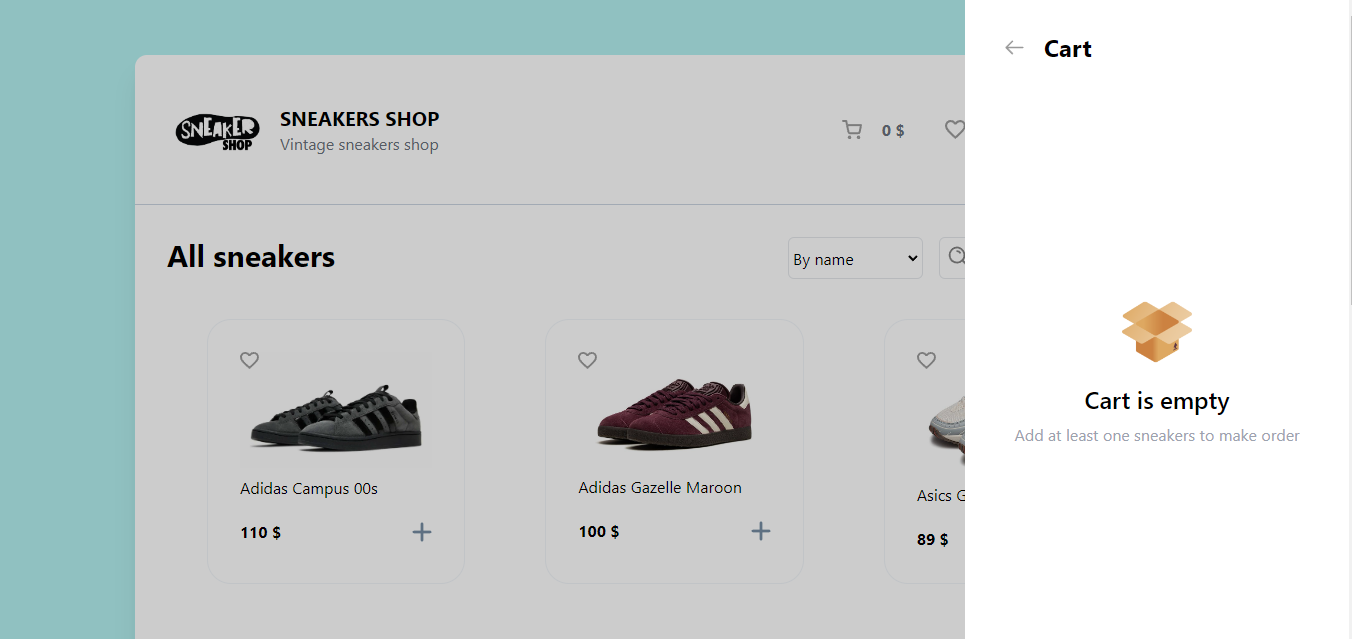 Cart
SNEAKER
SHOP
SNEAKERS SHOP
Vintage sneakers shop
0 $
All sneakers
By name
Adidas Campus 00s
110 $
Adidas Gazelle Maroon
100 $
Asics G
89 $
Cart is empty
Add at least one sneakers to make order